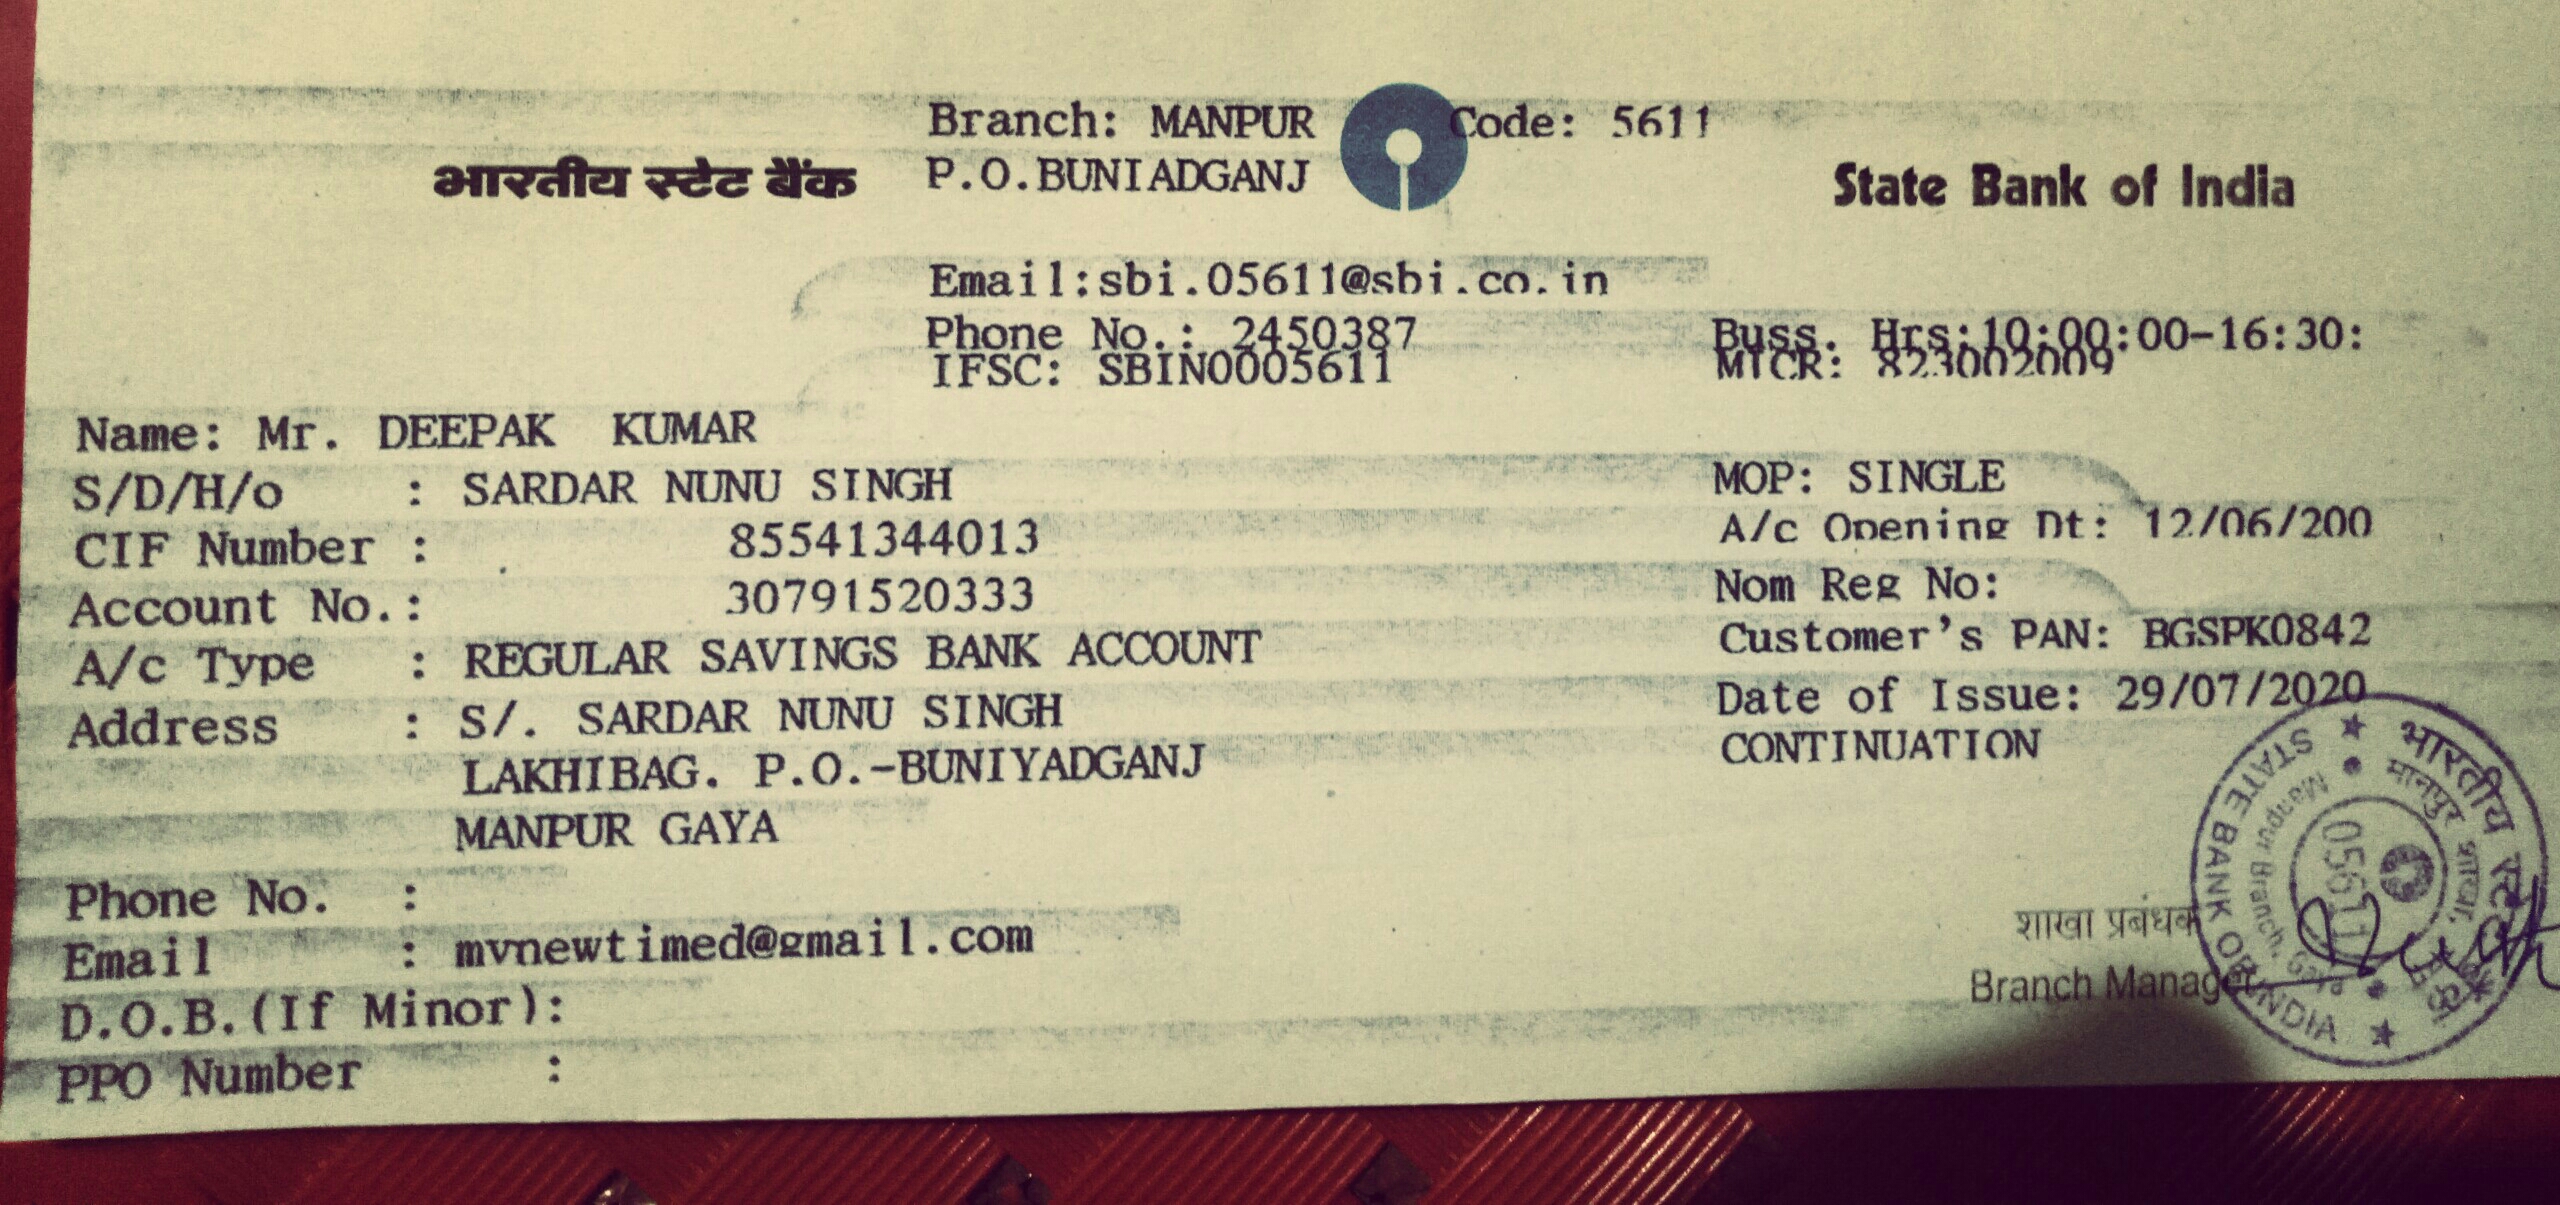 Branch: MANPUR Code: 5611
भारतीय स्टेट बैंक P.O.BUNIADGANJ State Bank of India
Email:sbi.05611@sbi.co.in
Phone No.: 2450387 Buss. Hrs:10:00:00-16:30:
IFSC: SBIN0005611 MICR: 823002009
Name: Mr. DEEPAK KUMAR
S/D/H/o : SARDAR NUNU SINGH MOP: SINGLE
CIF Number : 85541344013 A/c Opening Dt: 12/06/200
Account No.: 30791520333 Nom Reg No:
A/c Type : REGULAR SAVINGS BANK ACCOUNT Customer's PAN: BGSPK0842
Address : S/. SARDAR NUNU SINGH Date of Issue: 29/07/2020
LAKHIBAG. P.O.-BUNIYADGANJ CONTINUATION
MANPUR GAYA
Phone No. :
Email : mvnewtimed@gmail.com
D.O.B.(If Minor):
PPO Number :
शाखा प्रबंधक
Branch Manager
भारतीय स्टेट
मानपुर शाखा,
STATE BANK OF INDIA
Manpur Branch, Gaya
05611